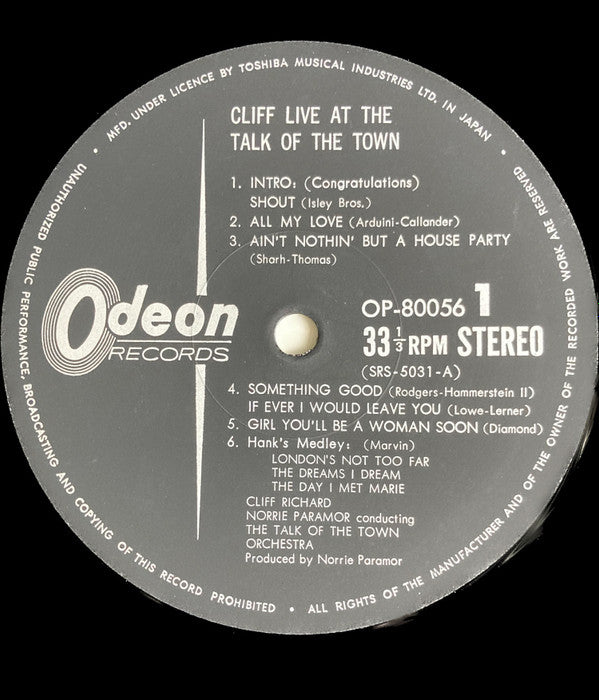 MFD. UNDER LICENCE BY TOSHIBA MUSICAL INDUSTRIES LTD. IN JAPAN •
CLIFF LIVE AT THE
TALK OF THE TOWN
1. INTRO: (Congratulations)
SHOUT (Isley Bros.)
2. ALL MY LOVE (Arduini-Callander)
3. AIN'T NOTHIN' BUT A HOUSE PARTY
(Sharh-Thomas)
Odeon
RECORDS
OP-80056 1
33 1/3 RPM STEREO
(SRS-5031-A)
4. SOMETHING GOOD (Rodgers-Hammerstein II)
IF EVER I WOULD LEAVE YOU (Lowe-Lerner)
5. GIRL YOU'LL BE A WOMAN SOON (Diamond)
6. Hank's Medley: (Marvin)
LONDON'S NOT TOO FAR
THE DREAMS I DREAM
THE DAY I MET MARIE
CLIFF RICHARD
NORRIE PARAMOR conducting
THE TALK OF THE TOWN
ORCHESTRA
Produced by Norrie Paramor
UNAUTHORIZED PUBLIC PERFORMANCE, BROADCASTING AND COPYING OF THIS RECORD PROHIBITED • ALL RIGHTS OF THE MANUFACTURER AND OF THE OWNER OF THE RECORDED WORK ARE RESERVED •